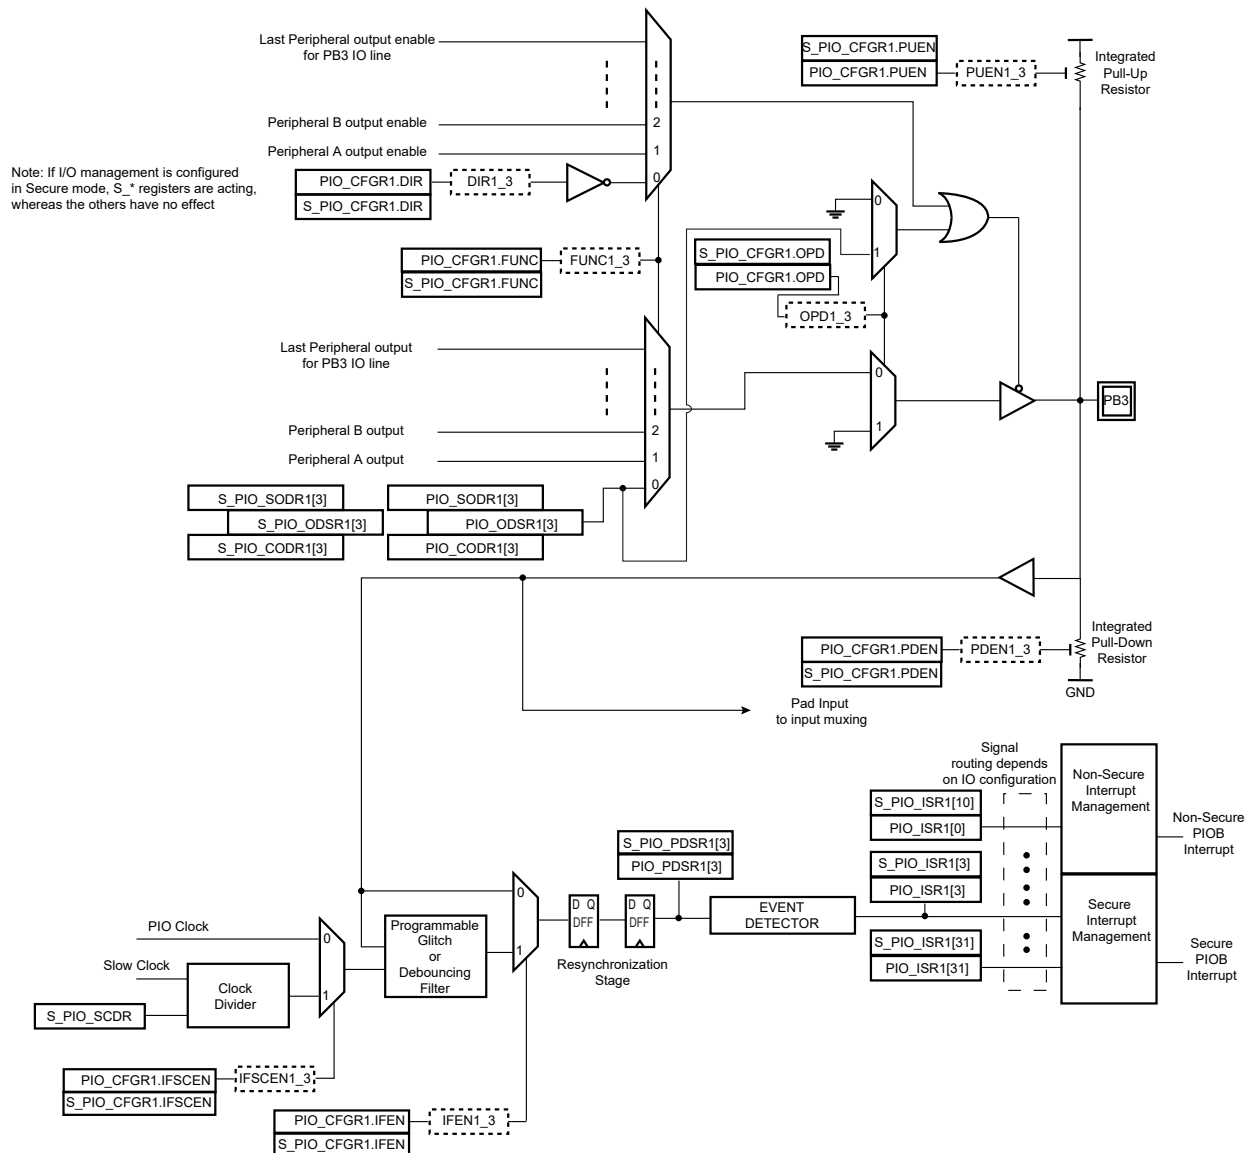 Last Peripheral output enable
for PB3 IO line
2
Peripheral B output enable
Peripheral A output enable
1
0
Note: If I/O management is configured
in Secure mode, S_* registers are acting,
whereas the others have no effect
PIO_CFGR1.DIR
S_PIO_CFGR1.DIR
DIR1_3
PIO_CFGR1.FUNC
S_PIO_CFGR1.FUNC
FUNC1_3
S_PIO_CFGR1.PUEN
PIO_CFGR1.PUEN
PUEN1_3
Integrated
Pull-Up
Resistor
0
1
S_PIO_CFGR1.OPD
PIO_CFGR1.OPD
OPD1_3
Last Peripheral output
for PB3 IO line
Peripheral B output
2
Peripheral A output
1
0
0
1
PB3
S_PIO_SODR1[3]
S_PIO_ODSR1[3]
S_PIO_CODR1[3]
PIO_SODR1[3]
PIO_ODSR1[3]
PIO_CODR1[3]
PIO_CFGR1.PDEN
S_PIO_CFGR1.PDEN
PDEN1_3
Integrated
Pull-Down
Resistor
GND
Pad Input
to input muxing
Signal
routing depends
on IO configuration
Non-Secure
Interrupt
Management
Secure
Interrupt
Management
Non-Secure
PIOB
Interrupt
Secure
PIOB
Interrupt
S_PIO_ISR1[10]
PIO_ISR1[0]
S_PIO_ISR1[3]
PIO_ISR1[3]
S_PIO_ISR1[31]
PIO_ISR1[31]
S_PIO_PDSR1[3]
PIO_PDSR1[3]
EVENT
DETECTOR
D Q
DFF
D Q
DFF
Resynchronization
Stage
0
1
Programmable
Glitch
or
Debouncing
Filter
PIO Clock
0
Slow Clock
1
Clock
Divider
S_PIO_SCDR
PIO_CFGR1.IFSCEN
S_PIO_CFGR1.IFSCEN
IFSCEN1_3
PIO_CFGR1.IFEN
S_PIO_CFGR1.IFEN
IFEN1_3